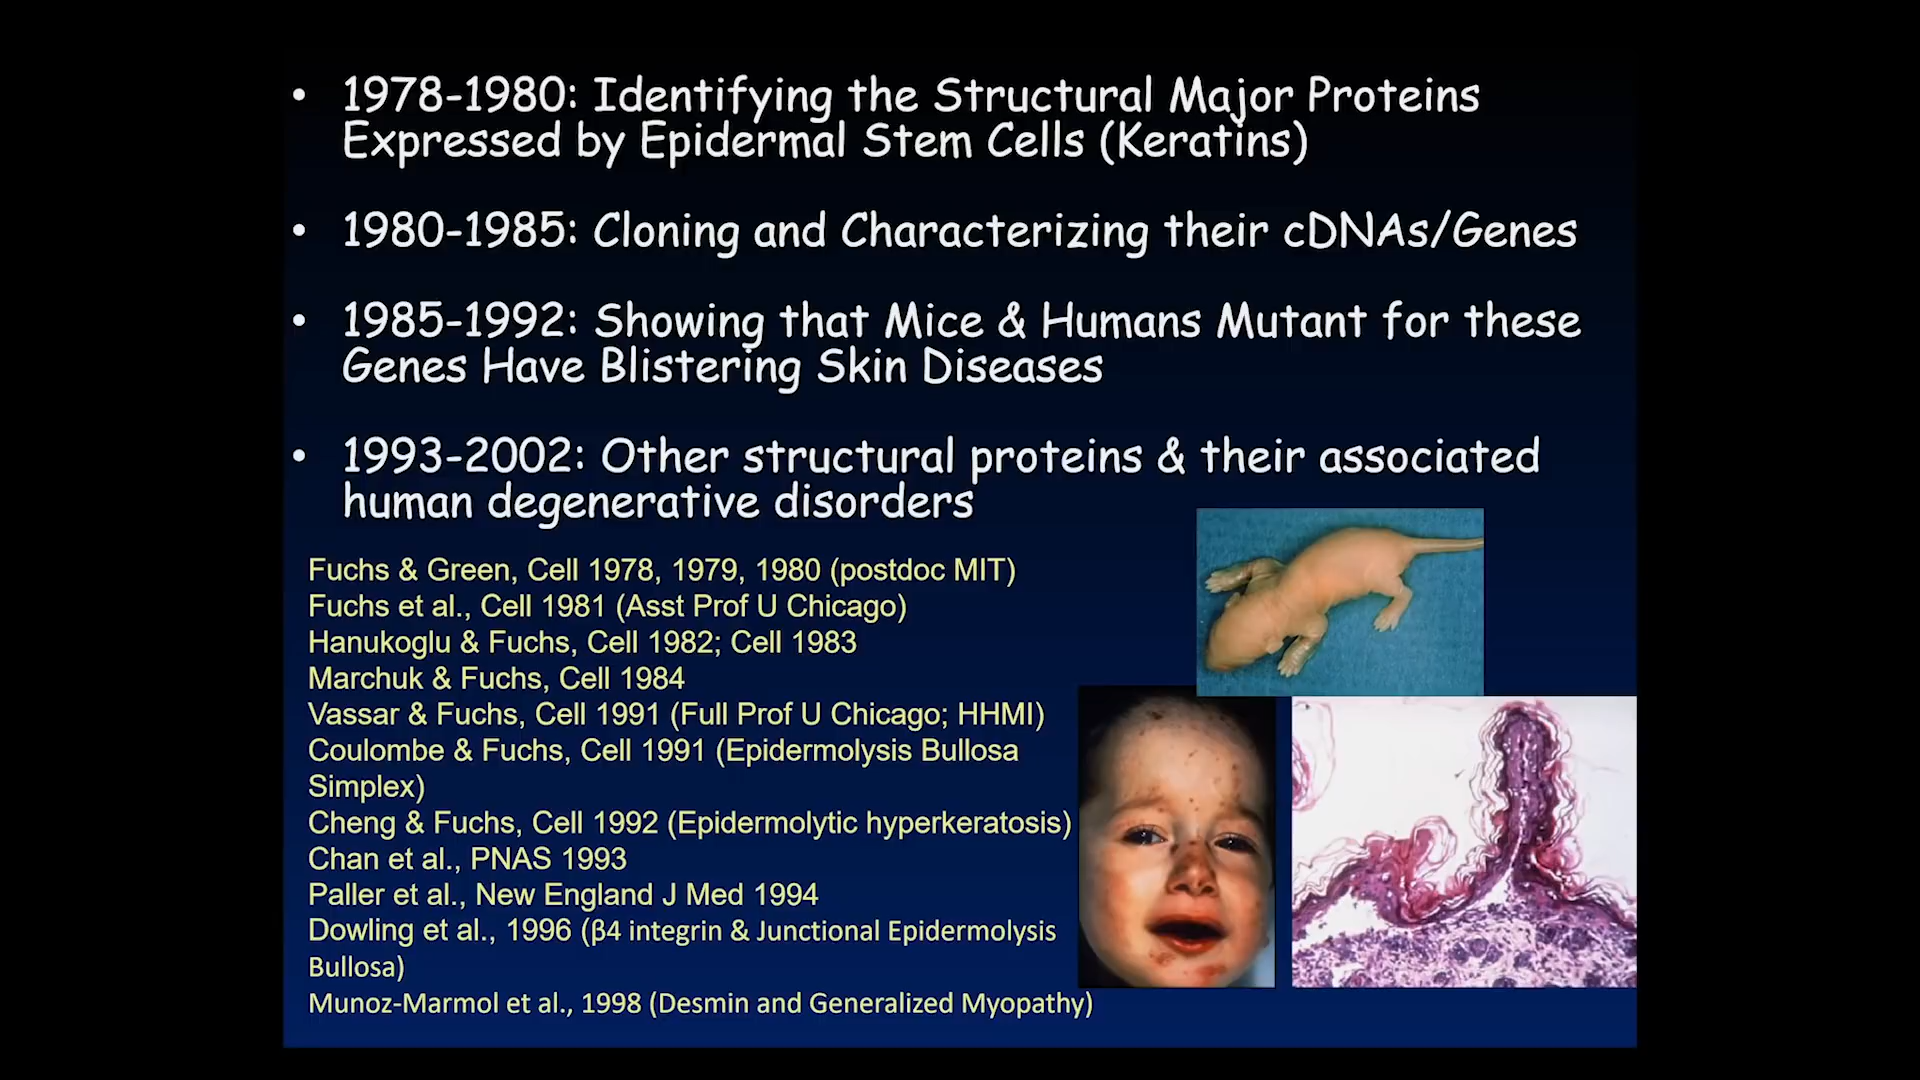 • 1978-1980: Identifying the Structural Major Proteins
Expressed by Epidermal Stem Cells (Keratins)
• 1980-1985: Cloning and Characterizing their cDNAs/Genes
• 1985-1992: Showing that Mice & Humans Mutant for these
Genes Have Blistering Skin Diseases
• 1993-2002: Other structural proteins & their associated
human degenerative disorders
Fuchs & Green, Cell 1978, 1979, 1980 (postdoc MIT)
Fuchs et al., Cell 1981 (Asst Prof U Chicago)
Hanukoglu & Fuchs, Cell 1982; Cell 1983
Marchuk & Fuchs, Cell 1984
Vassar & Fuchs, Cell 1991 (Full Prof U Chicago; HHMI)
Coulombe & Fuchs, Cell 1991 (Epidermolysis Bullosa
Simplex)
Cheng & Fuchs, Cell 1992 (Epidermolytic hyperkeratosis)
Chan et al., PNAS 1993
Paller et al., New England J Med 1994
Dowling et al., 1996 (β4 integrin & Junctional Epidermolysis
Bullosa)
Munoz-Marmol et al., 1998 (Desmin and Generalized Myopathy)